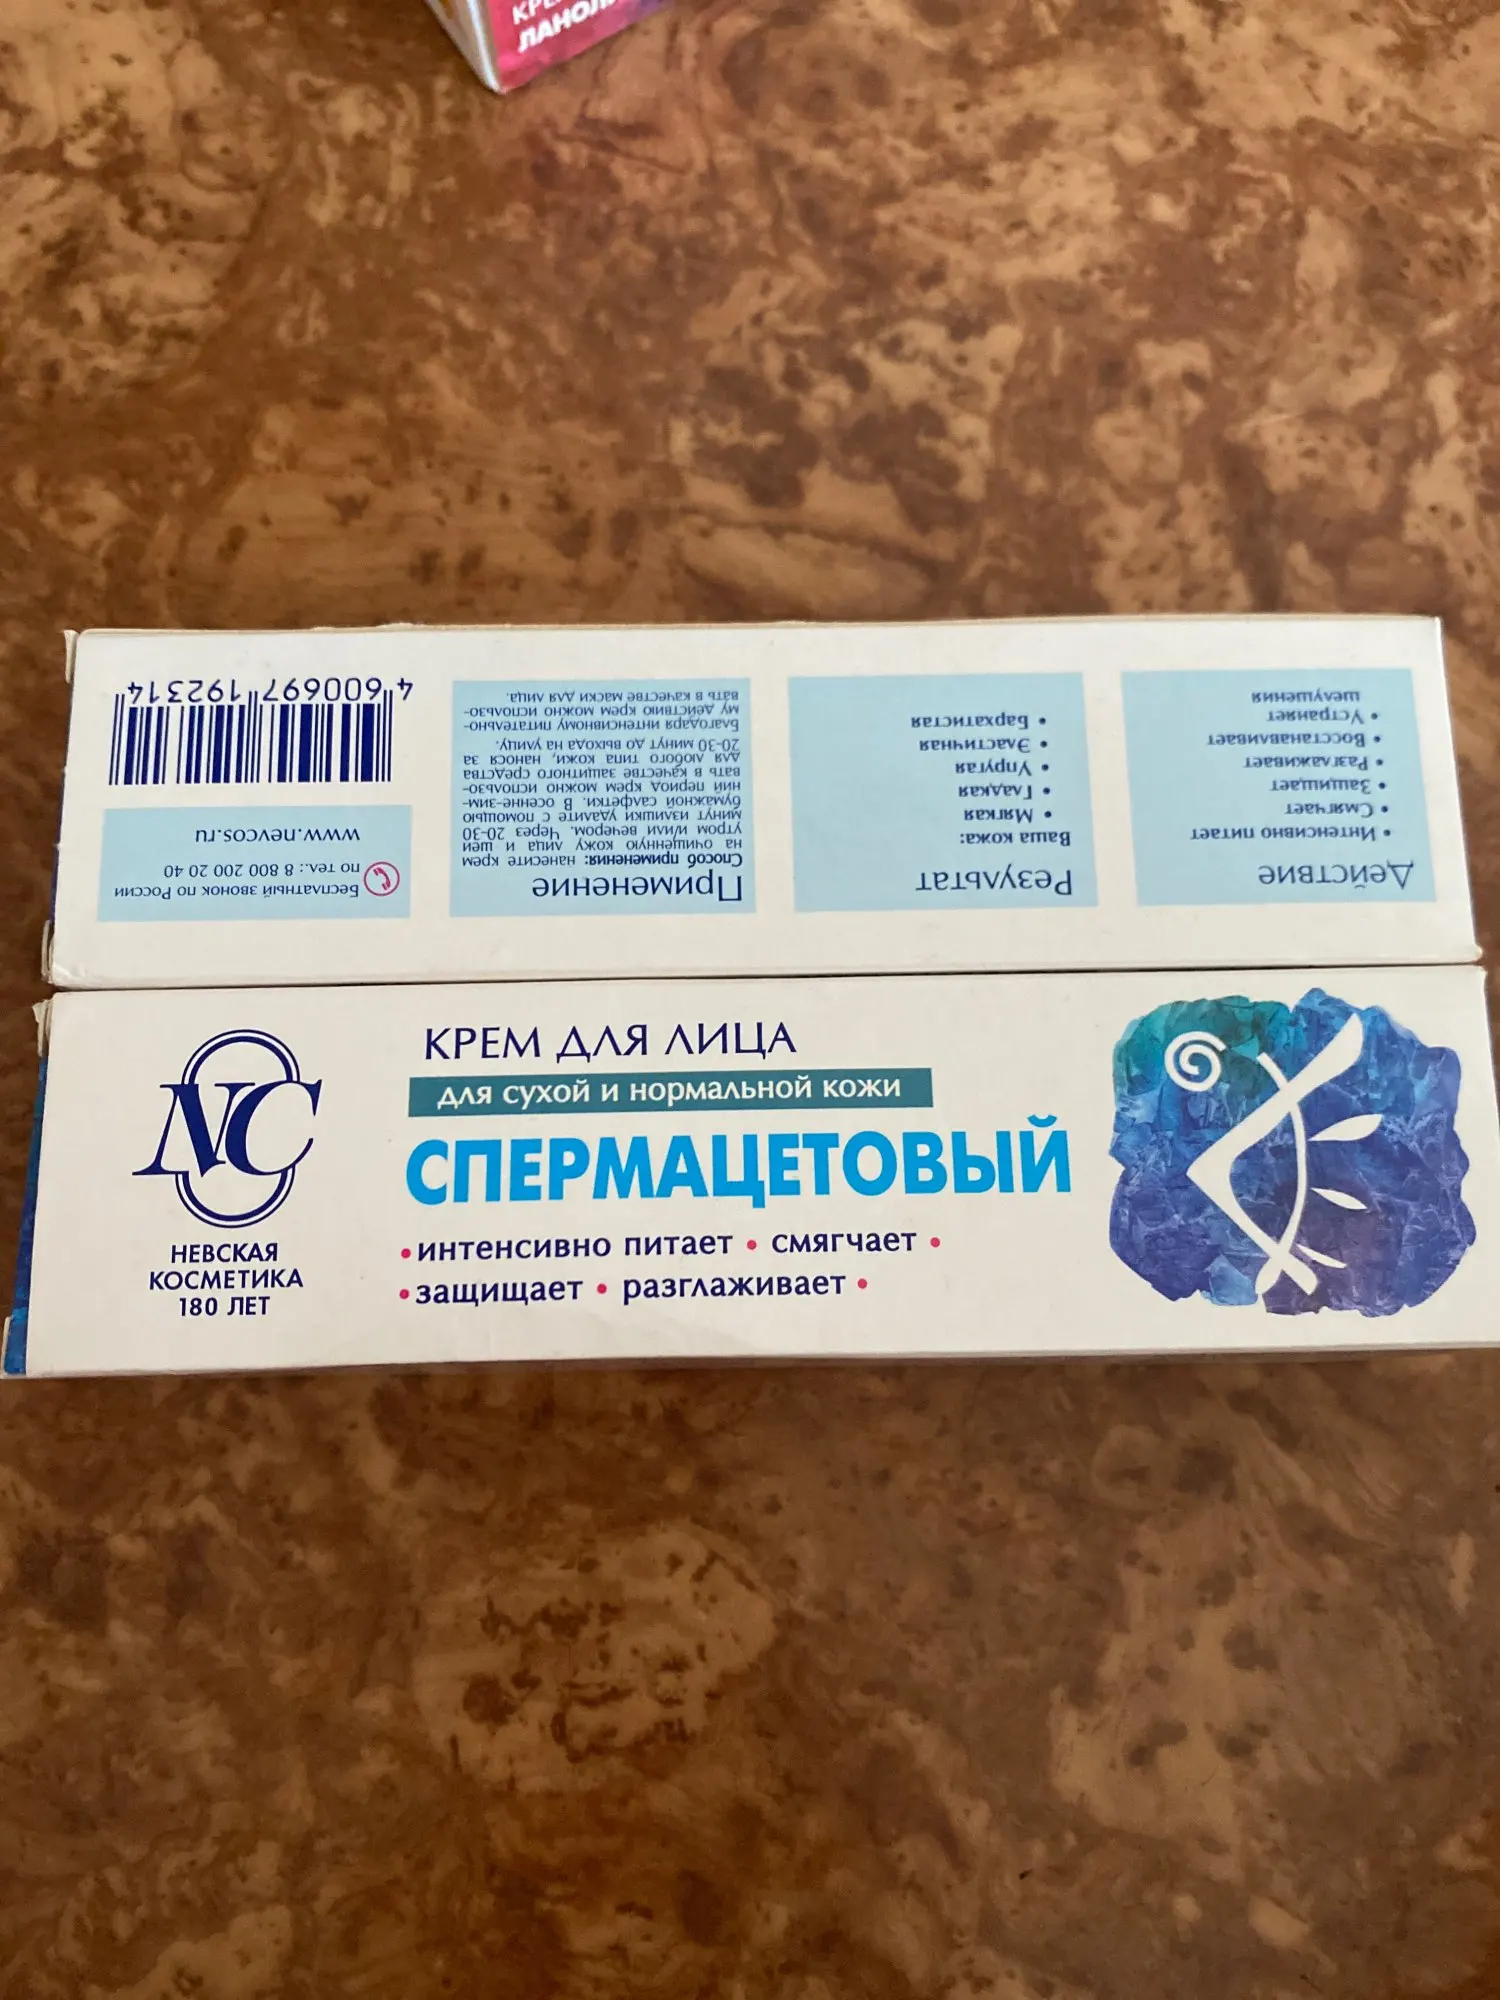 КРЕ
ЛАНОЛ
Действие
• Интенсивно питает
• Смягчает
• Защищает
• Разглаживает
• Восстанавливает
• Устраняет
шелушения
Результат
Ваша кожа:
• Мягкая
• Гладкая
• Упругая
• Эластичная
• Бархатистая
Применение
Способ применения: нанесите крем
на очищенную кожу лица и шеи
утром и/или вечером. Через 20-30
минут излишки удалите с помощью
бумажной салфетки. В осенне-зим-
ний период крем можно использо-
вать в качестве защитного средства
для любого типа кожи, нанося за
20-30 минут до выхода на улицу.
Благодаря интенсивному питательно-
му действию крем можно использо-
вать в качестве маски для лица.
Бесплатный звонок по России
по тел.: 8 800 200 20 40
www.nevcos.ru
4 600697 192314
NC
НЕВСКАЯ
КОСМЕТИКА
180 ЛЕТ
КРЕМ ДЛЯ ЛИЦА
для сухой и нормальной кожи
СПЕРМАЦЕТОВЫЙ
• интенсивно питает • смягчает •
• защищает • разглаживает •